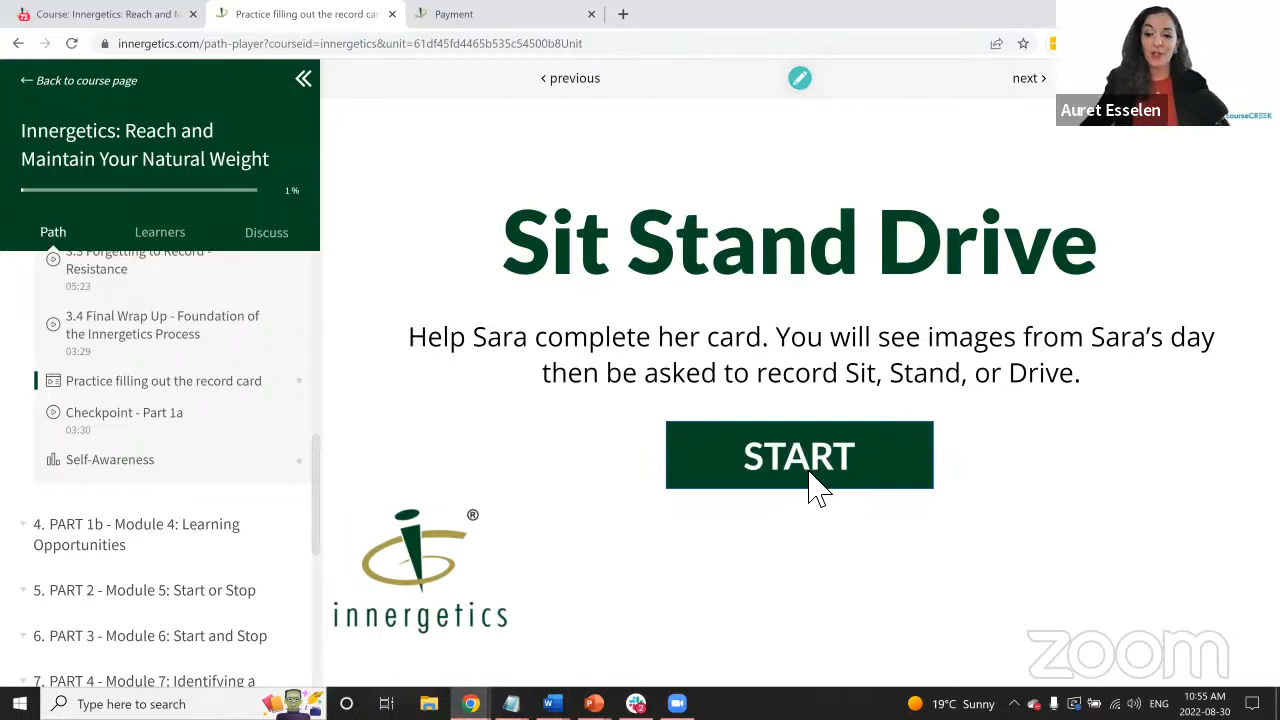 Course: Innergetics: Reach and M
Practice filling out the record car
Payment
innergetics.com/path-player?courseid=innergetics&unit=61df45f04465b535c54500b8Unit
← Back to course page
< previous
next >
Auret Esselen
courseCREEK
Innergetics: Reach and
Maintain Your Natural Weight
1 %
Path
Learners
Discuss
3.3 Forgetting to Record -
Resistance
05:23
3.4 Final Wrap Up - Foundation of
the Innergetics Process
03:29
Practice filling out the record card
Checkpoint - Part 1a
03:30
Self-Awareness
4. PART 1b - Module 4: Learning
Opportunities
5. PART 2 - Module 5: Start or Stop
6. PART 3 - Module 6: Start and Stop
7. PART 4 - Module 7: Identifying a
Sit Stand Drive
Help Sara complete her card. You will see images from Sara’s day
then be asked to record Sit, Stand, or Drive.
START
®
innergetics
zoom
Type here to search
19°C Sunny
ENG
10:55 AM
2022-08-30